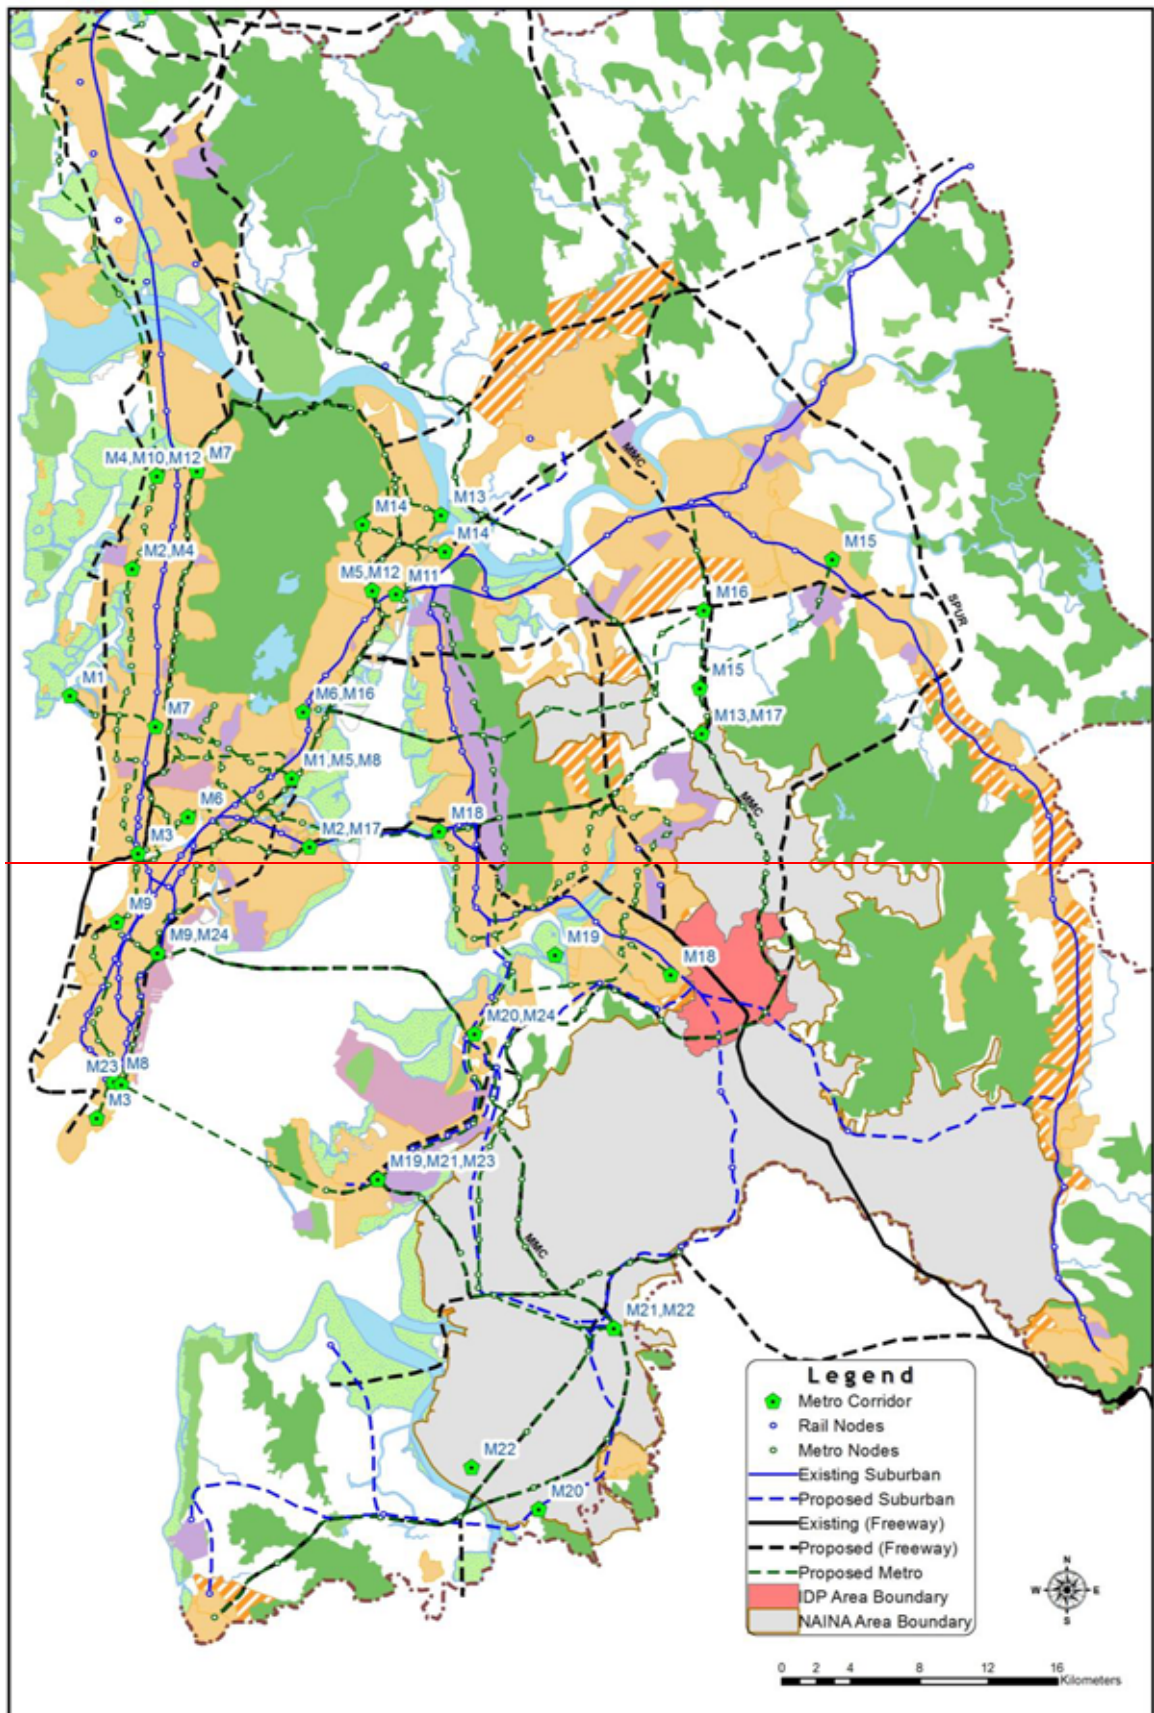 MMC
M4,M10,M12
M7
M13
M14
M14
M2,M4
M15
M5,M12
M11
M16
SPUR
M1
M15
M6,M16
M7
M13,M17
M1,M5,M8
MMC
M6
M18
M2,M17
M3
M9
M9,M24
M19
M18
M20,M24
M23
M8
M3
M19,M21,M23
MMC
M21,M22
M22
M20
Legend
Metro Corridor
Rail Nodes
Metro Nodes
Existing Suburban
Proposed Suburban
Existing (Freeway)
Proposed (Freeway)
Proposed Metro
IDP Area Boundary
NAINA Area Boundary
N
W E
S
0 2 4 8 12 16
Kilometers